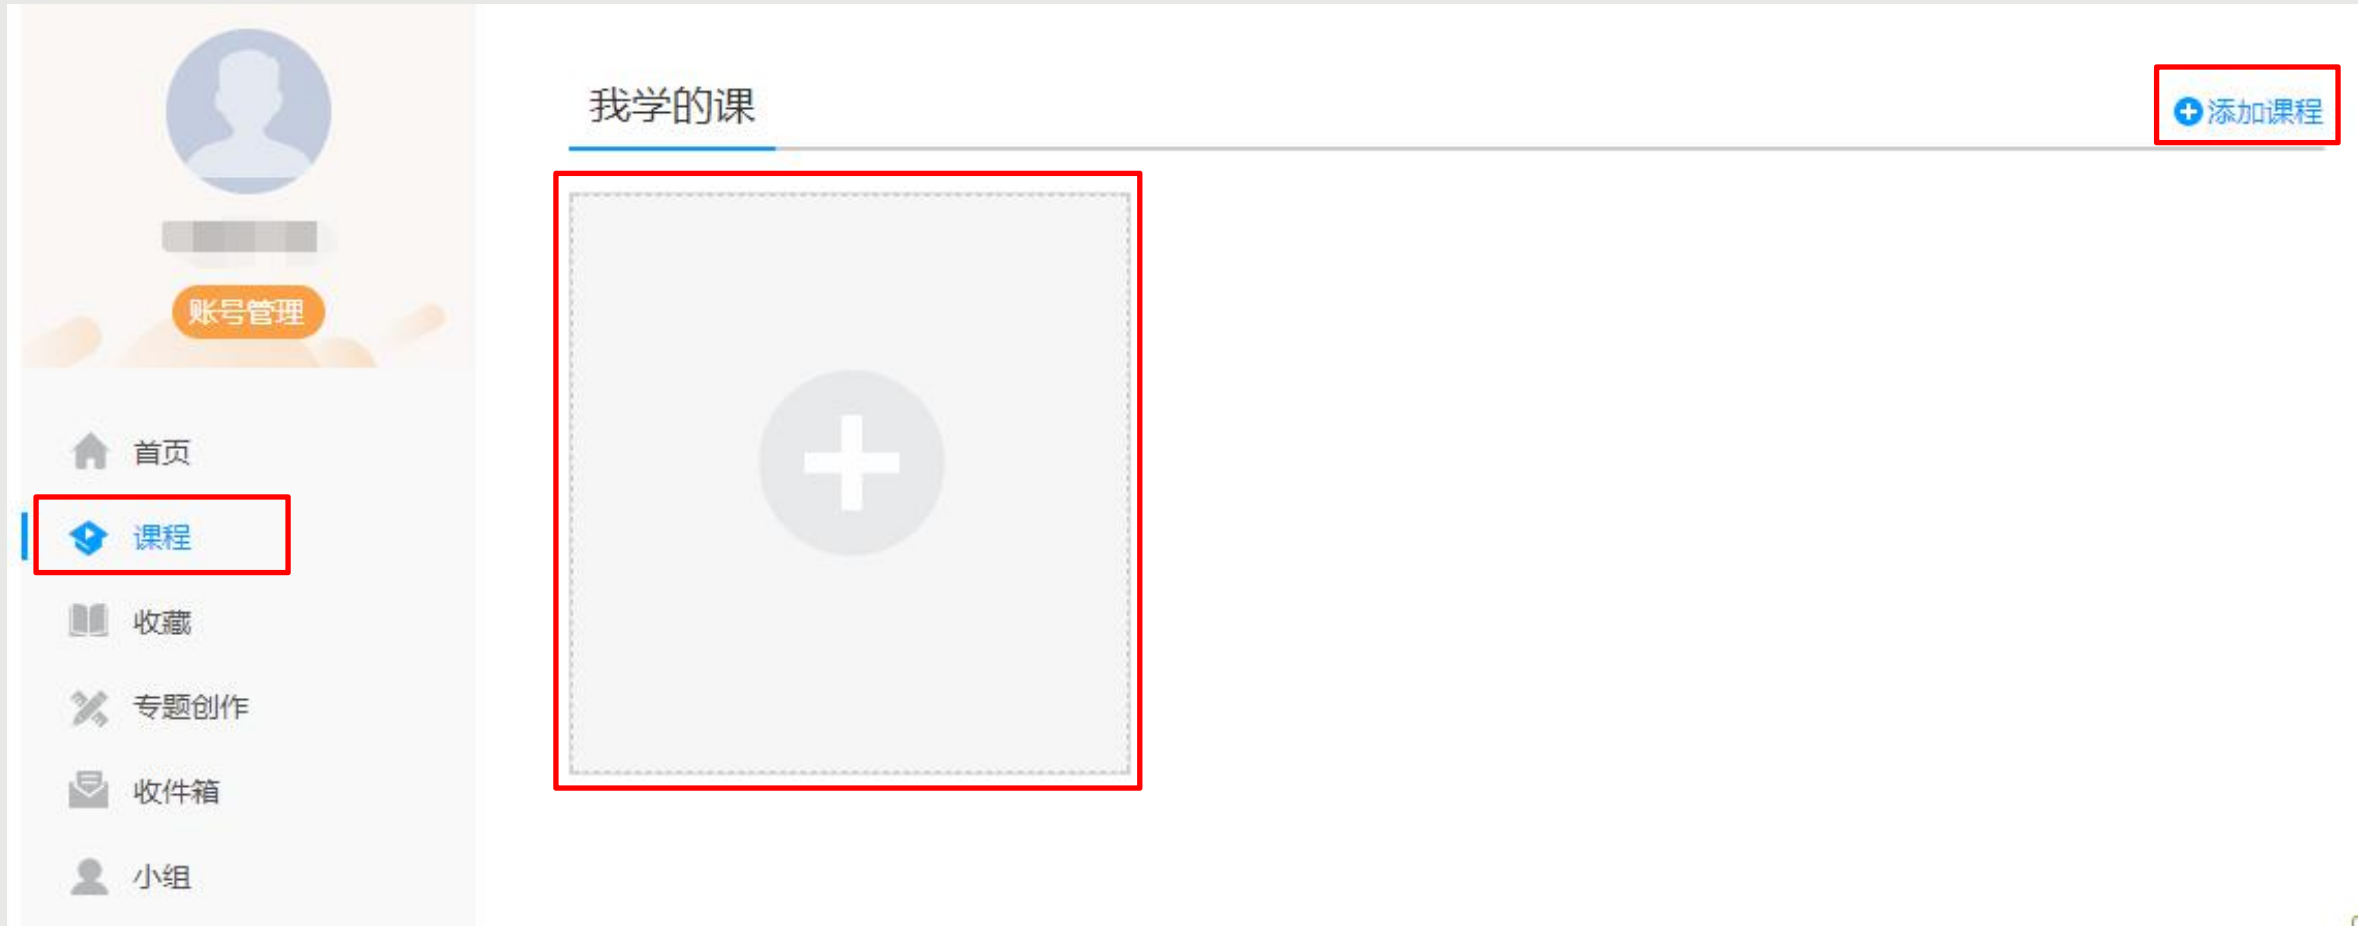 账号管理
首页
课程
收藏
专题创作
收件箱
小组
我学的课
添加课程